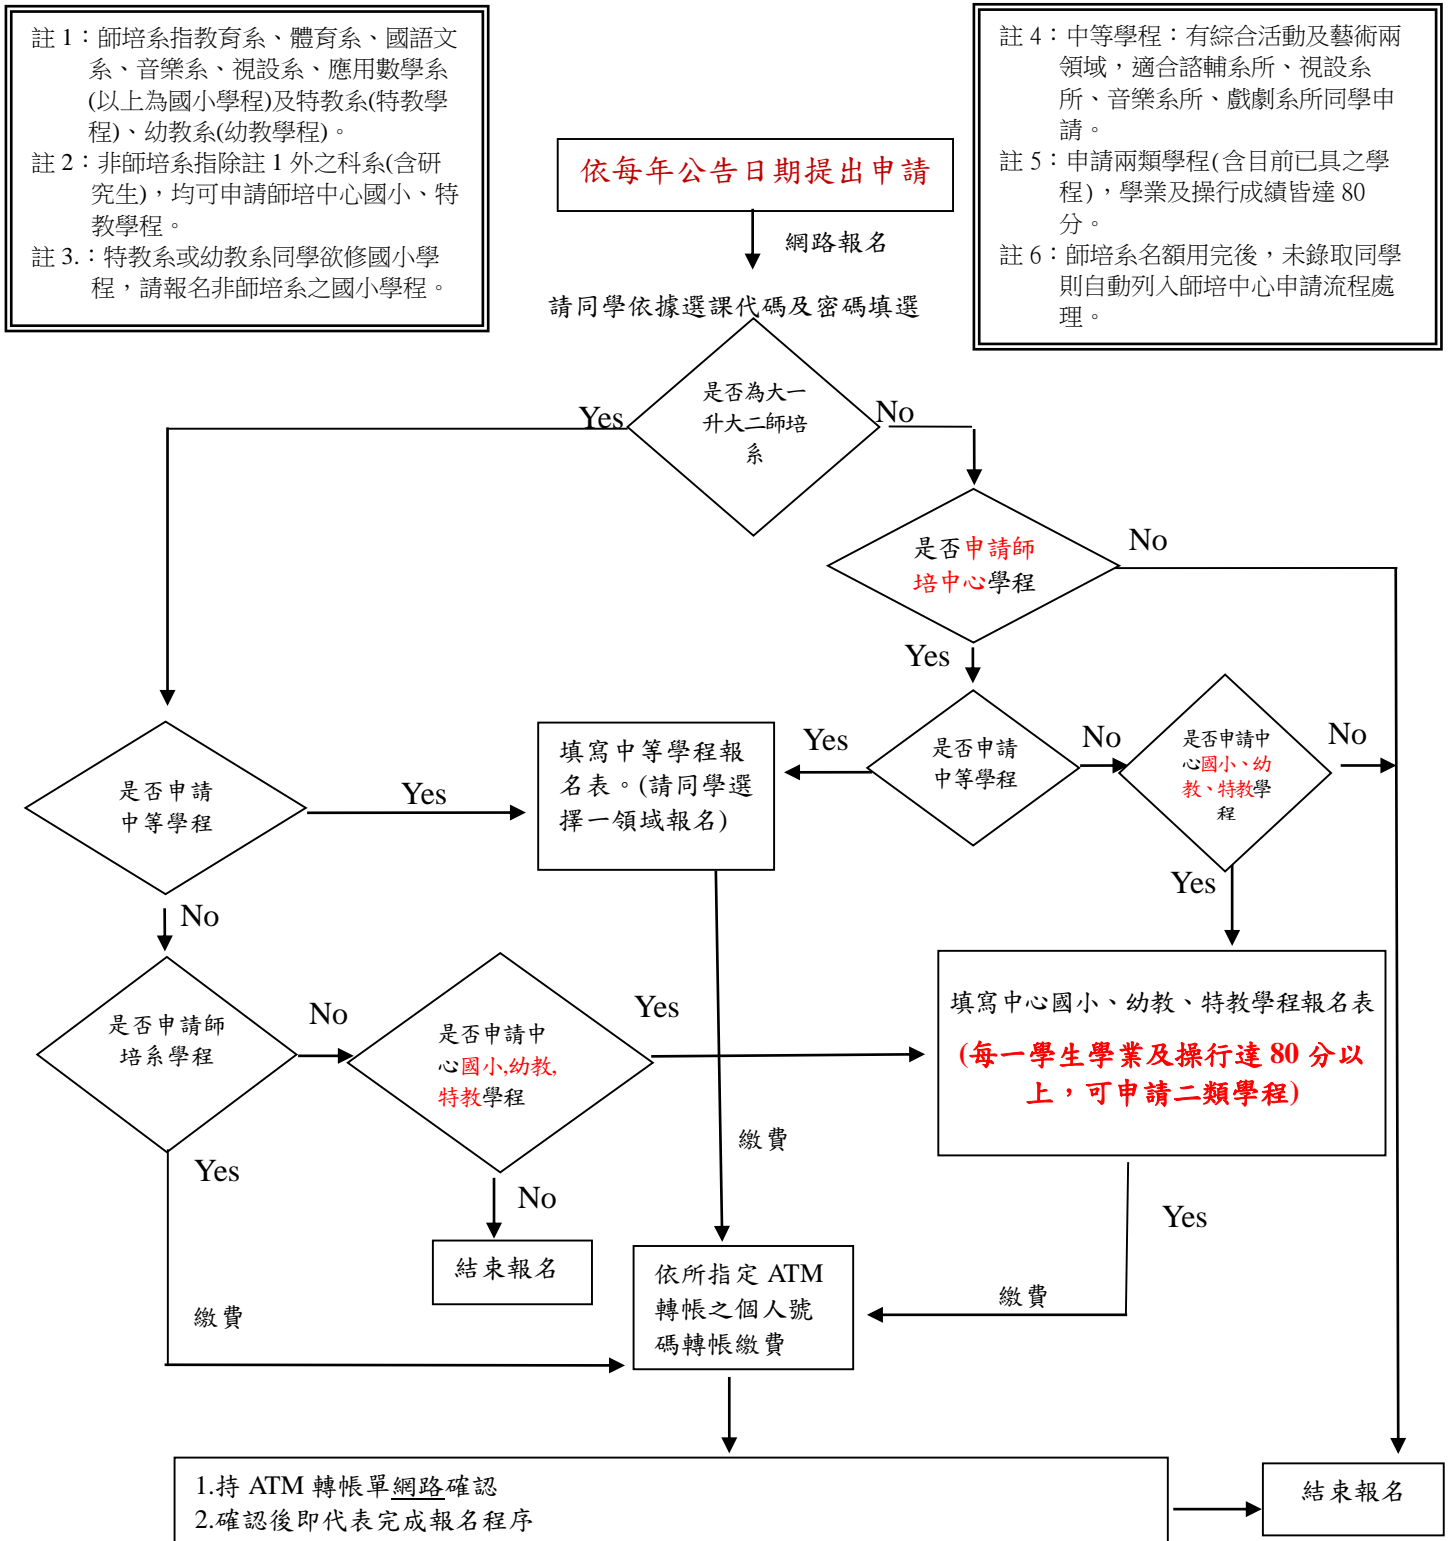 註 1：師培系指教育系、體育系、國語文
系、音樂系、視設系、應用數學系
(以上為國小學程)及特教系(特教學
程)、幼教系(幼教學程)。
註 2：非師培系指除註 1 外之科系(含研
究生)，均可申請師培中心國小、特
教學程。
註 3.：特教系或幼教系同學欲修國小學
程，請報名非師培系之國小學程。
註 4：中等學程：有綜合活動及藝術兩
領域，適合諮輔系所、視設系
所、音樂系所、戲劇系所同學申
請。
註 5：申請兩類學程(含目前已具之學
程)，學業及操行成績皆達 80
分。
註 6：師培系名額用完後，未錄取同學
則自動列入師培中心申請流程處
理。
依每年公告日期提出申請
網路報名
請同學依據選課代碼及密碼填選
是否為大一
升大二師培
系
Yes
No
是否申請師
培中心學程
No
Yes
是否申請
中等學程
Yes
填寫中等學程報
名表。(請同學選
擇一領域報名)
Yes
是否申請
中等學程
No
是否申請中
心國小、幼
教、特教學
程
No
Yes
No
是否申請師
培系學程
No
是否申請中
心國小,幼教,
特教學程
Yes
填寫中心國小、幼教、特教學程報名表
(每一學生學業及操行達 80 分以
上，可申請二類學程)
繳費
Yes
No
Yes
結束報名
依所指定 ATM
轉帳之個人號
碼轉帳繳費
繳費
繳費
1.持 ATM 轉帳單網路確認
2.確認後即代表完成報名程序
結束報名